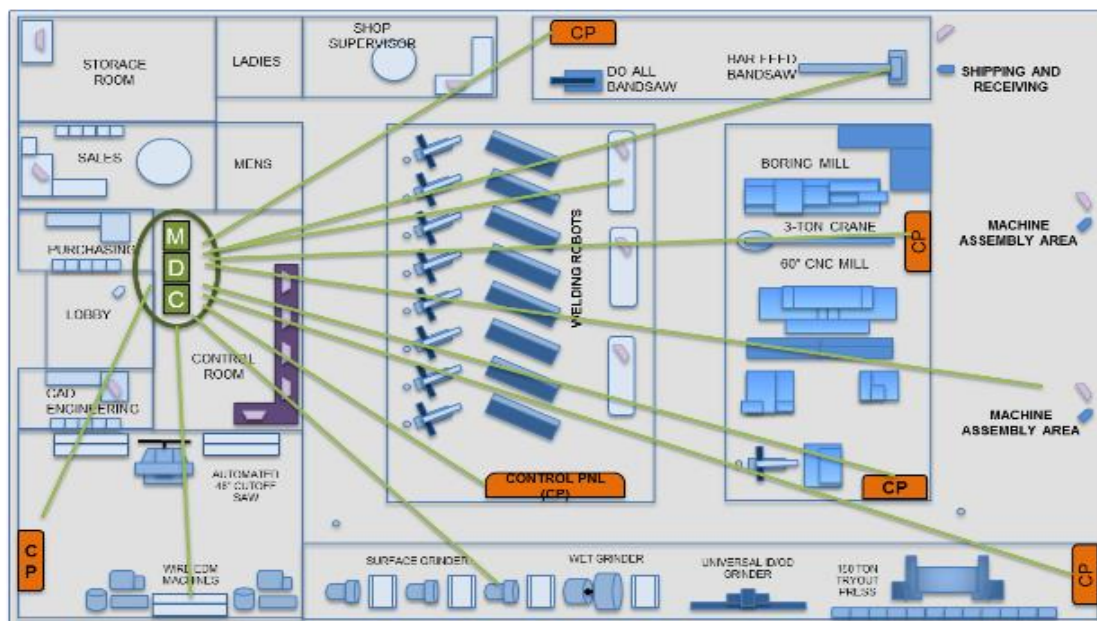 STORAGE
ROOM
LADIES
SHOP
SUPERVISOR
CP
DO ALL
BANDSAW
BAR FEED
BANDSAW
SHIPPING AND
RECEIVING
SALES
MENS
BORING MILL
3-TON CRANE
60" CNC MILL
CP
MACHINE
ASSEMBLY AREA
PURCHASING
M
D
C
LOBBY
CONTROL
ROOM
WELDING ROBOTS
CAD
ENGINEERING
MACHINE
ASSEMBLY AREA
AUTOMATED
48" CUTOFF
SAW
CONTROL PNL
(CP)
CP
CP
WIRE EDM
MACHINES
SURFACE GRINDER
WET GRINDER
UNIVERSAL ID/OD
GRINDER
150 TON
TRYOUT
PRESS
CP